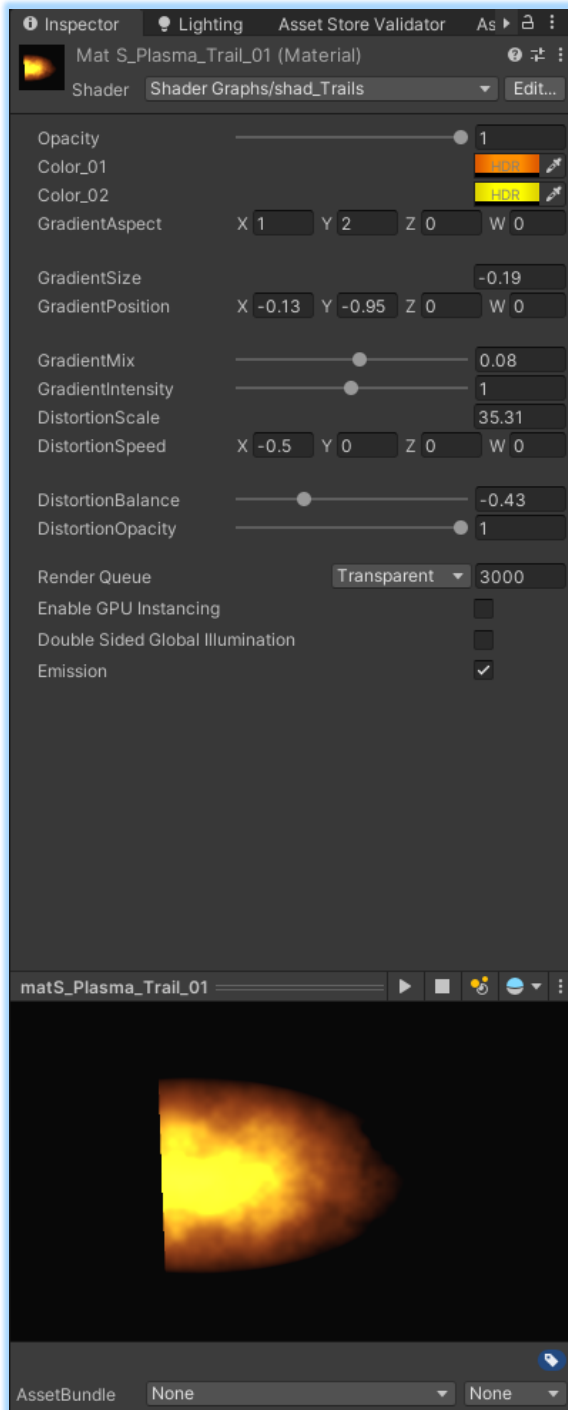 Inspector Lighting Asset Store Validator As
Mat S_Plasma_Trail_01 (Material)
Shader Shader Graphs/shad_Trails Edit...
Opacity 1
Color_01 HDR
Color_02 HDR
GradientAspect X 1 Y 2 Z 0 W 0
GradientSize -0.19
GradientPosition X -0.13 Y -0.95 Z 0 W 0
GradientMix 0.08
GradientIntensity 1
DistortionScale 35.31
DistortionSpeed X -0.5 Y 0 Z 0 W 0
DistortionBalance -0.43
DistortionOpacity 1
Render Queue Transparent 3000
Enable GPU Instancing
Double Sided Global Illumination
Emission
matS_Plasma_Trail_01
AssetBundle None None